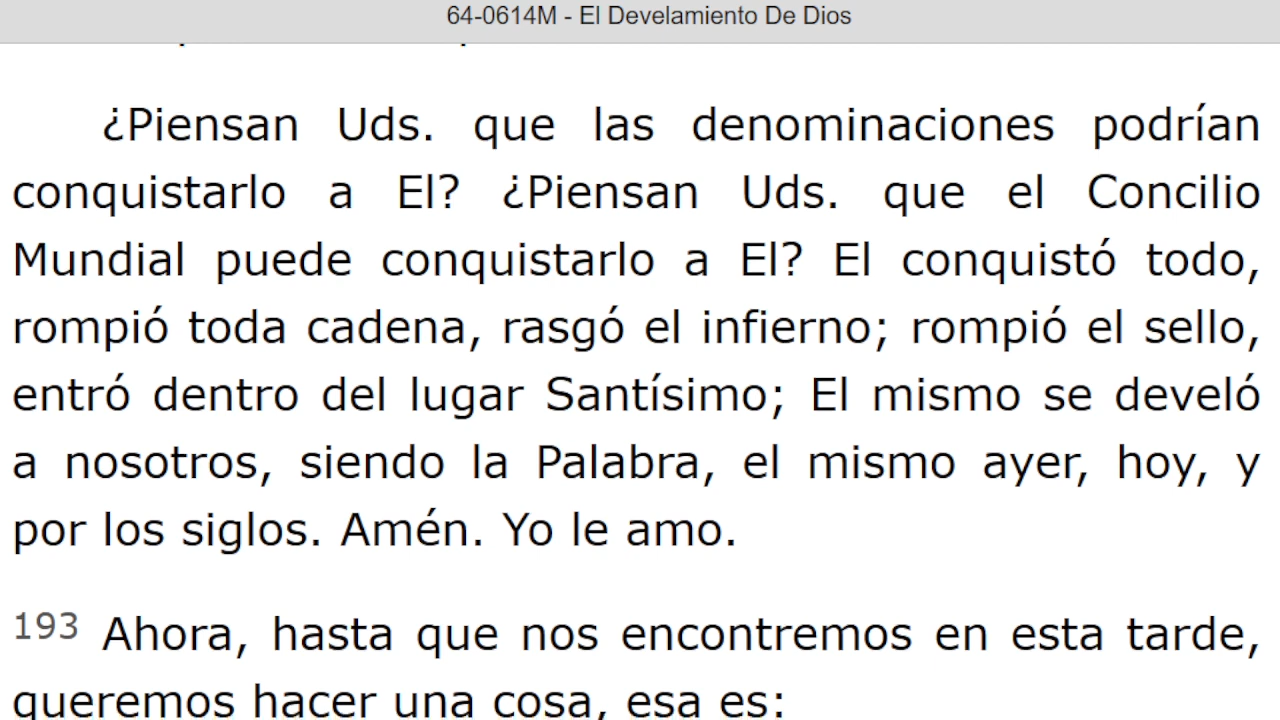 64-0614M - El Develamiento De Dios
¿Piensan Uds. que las denominaciones podrían
conquistarlo a El? ¿Piensan Uds. que el Concilio
Mundial puede conquistarlo a El? El conquistó todo,
rompió toda cadena, rasgó el infierno; rompió el sello,
entró dentro del lugar Santísimo; El mismo se develó
a nosotros, siendo la Palabra, el mismo ayer, hoy, y
por los siglos. Amén. Yo le amo.
193 Ahora, hasta que nos encontremos en esta tarde,
queremos hacer una cosa, esa es: